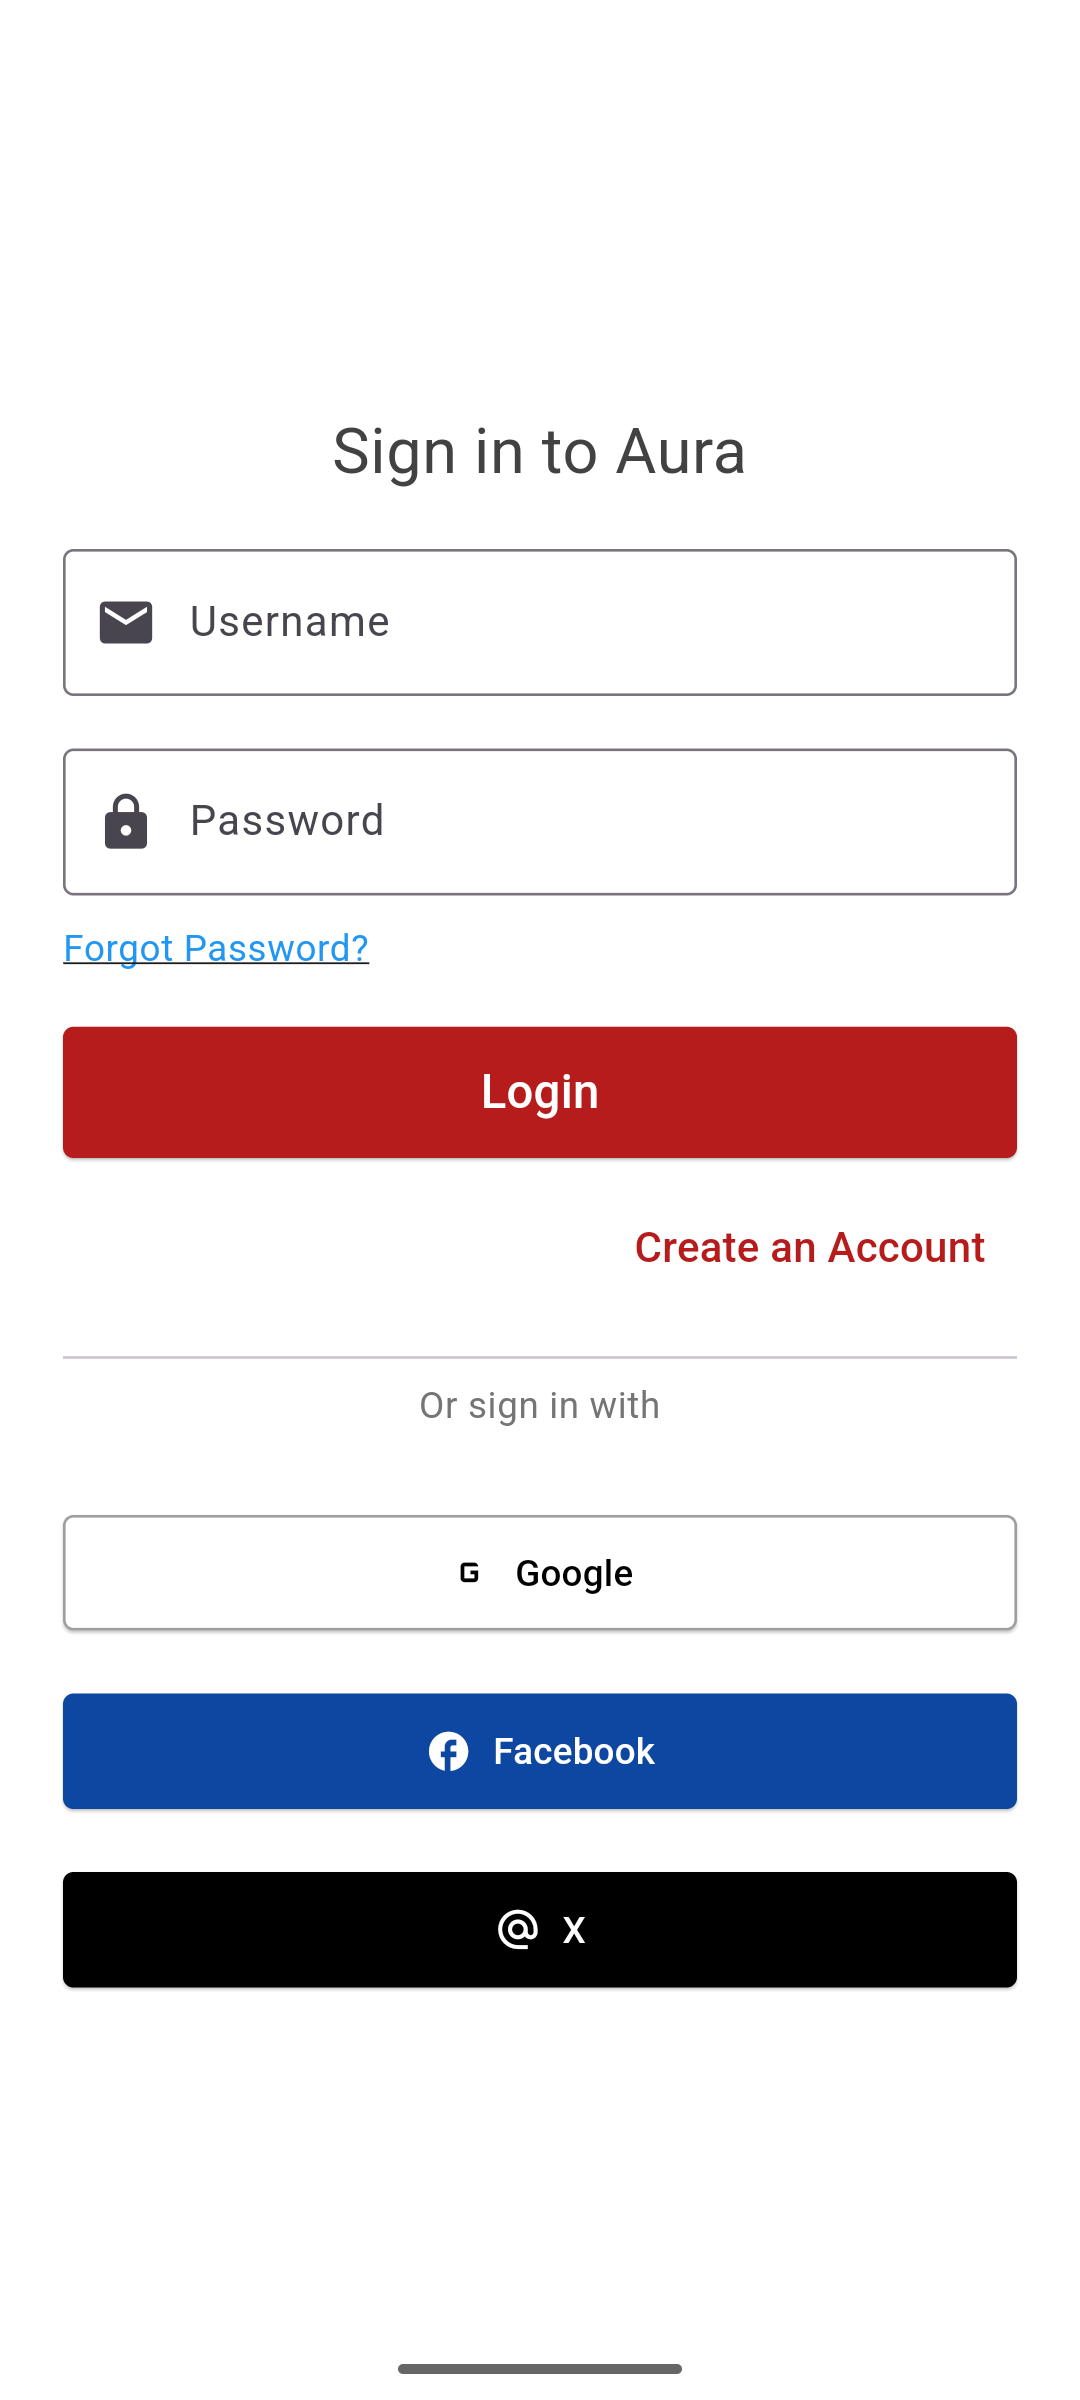 Sign in to Aura
Username
Password
Forgot Password?
Login
Create an Account
Or sign in with
G Google
Facebook
@ X